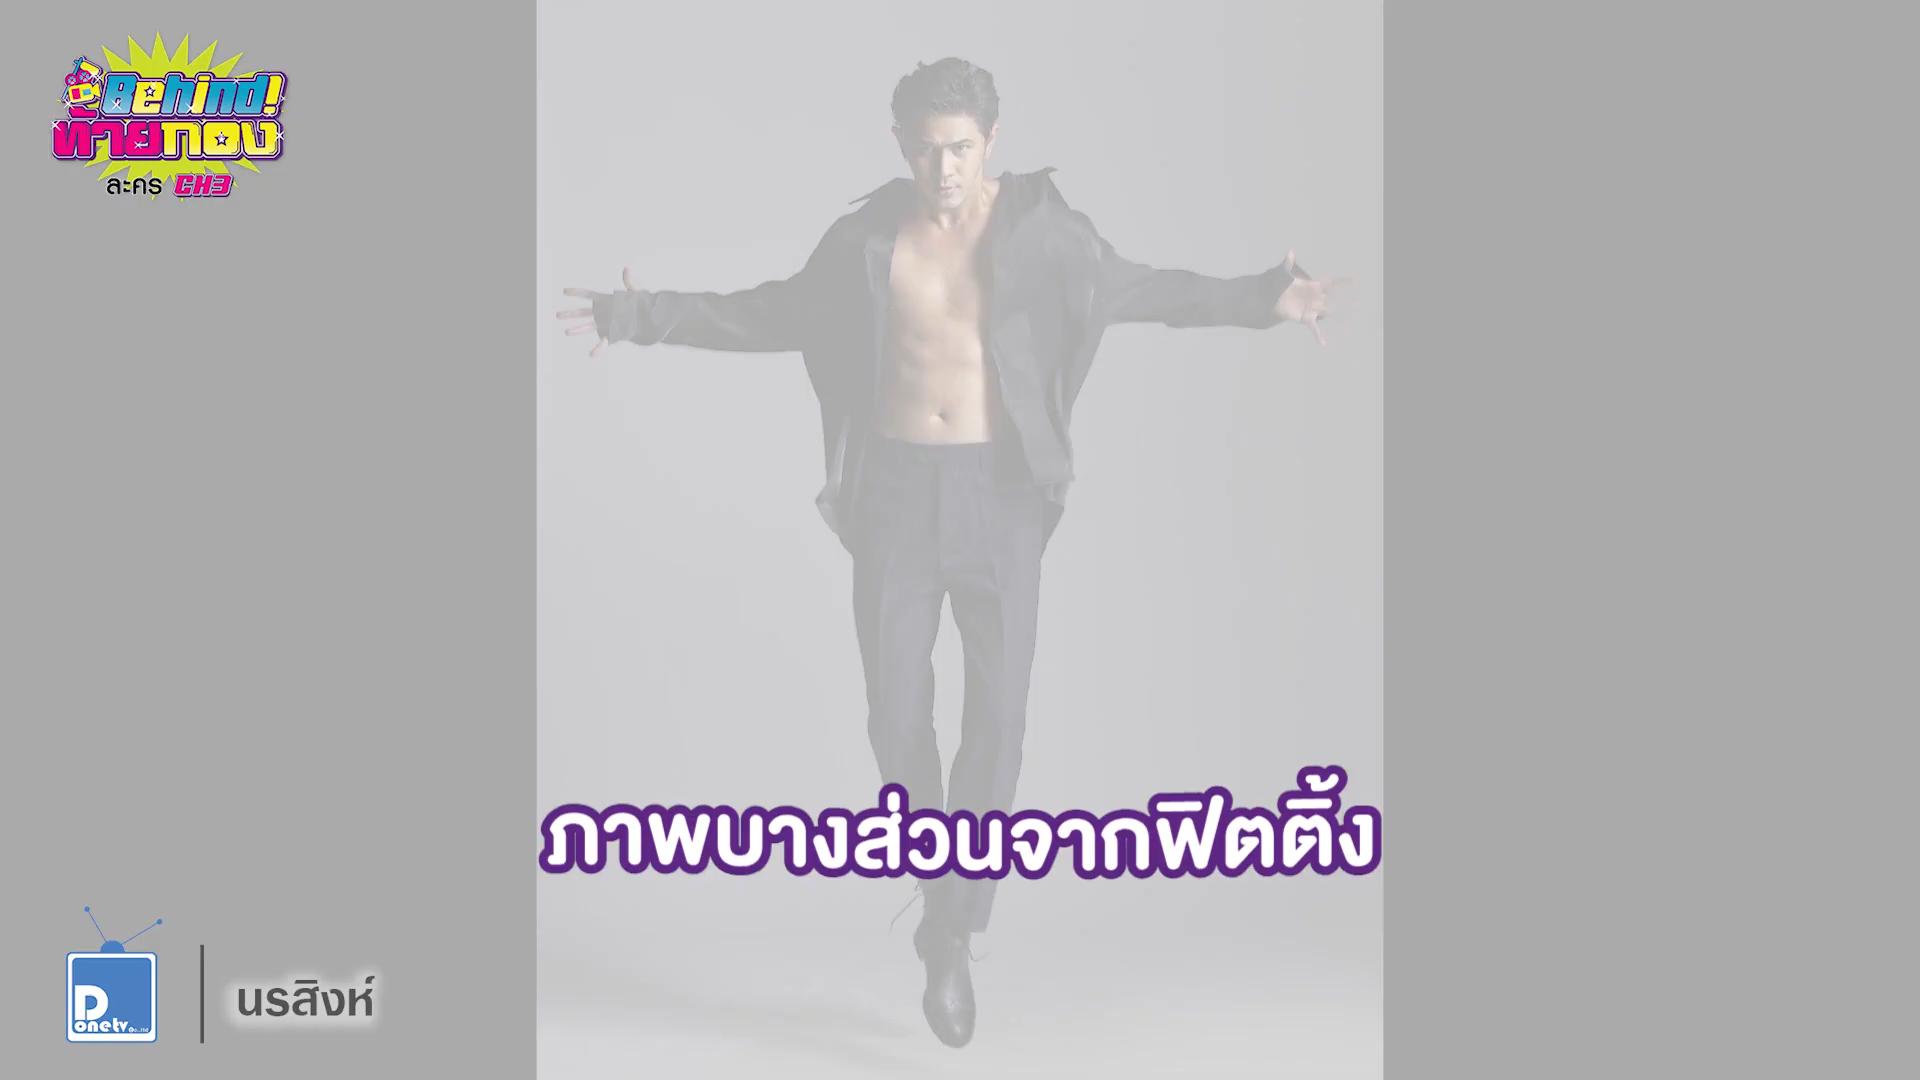 Behind!
ท้ายกอง
ละคร CH3
ภาพบางส่วนจากฟิตติ้ง
D
onetv
นรสิงห์